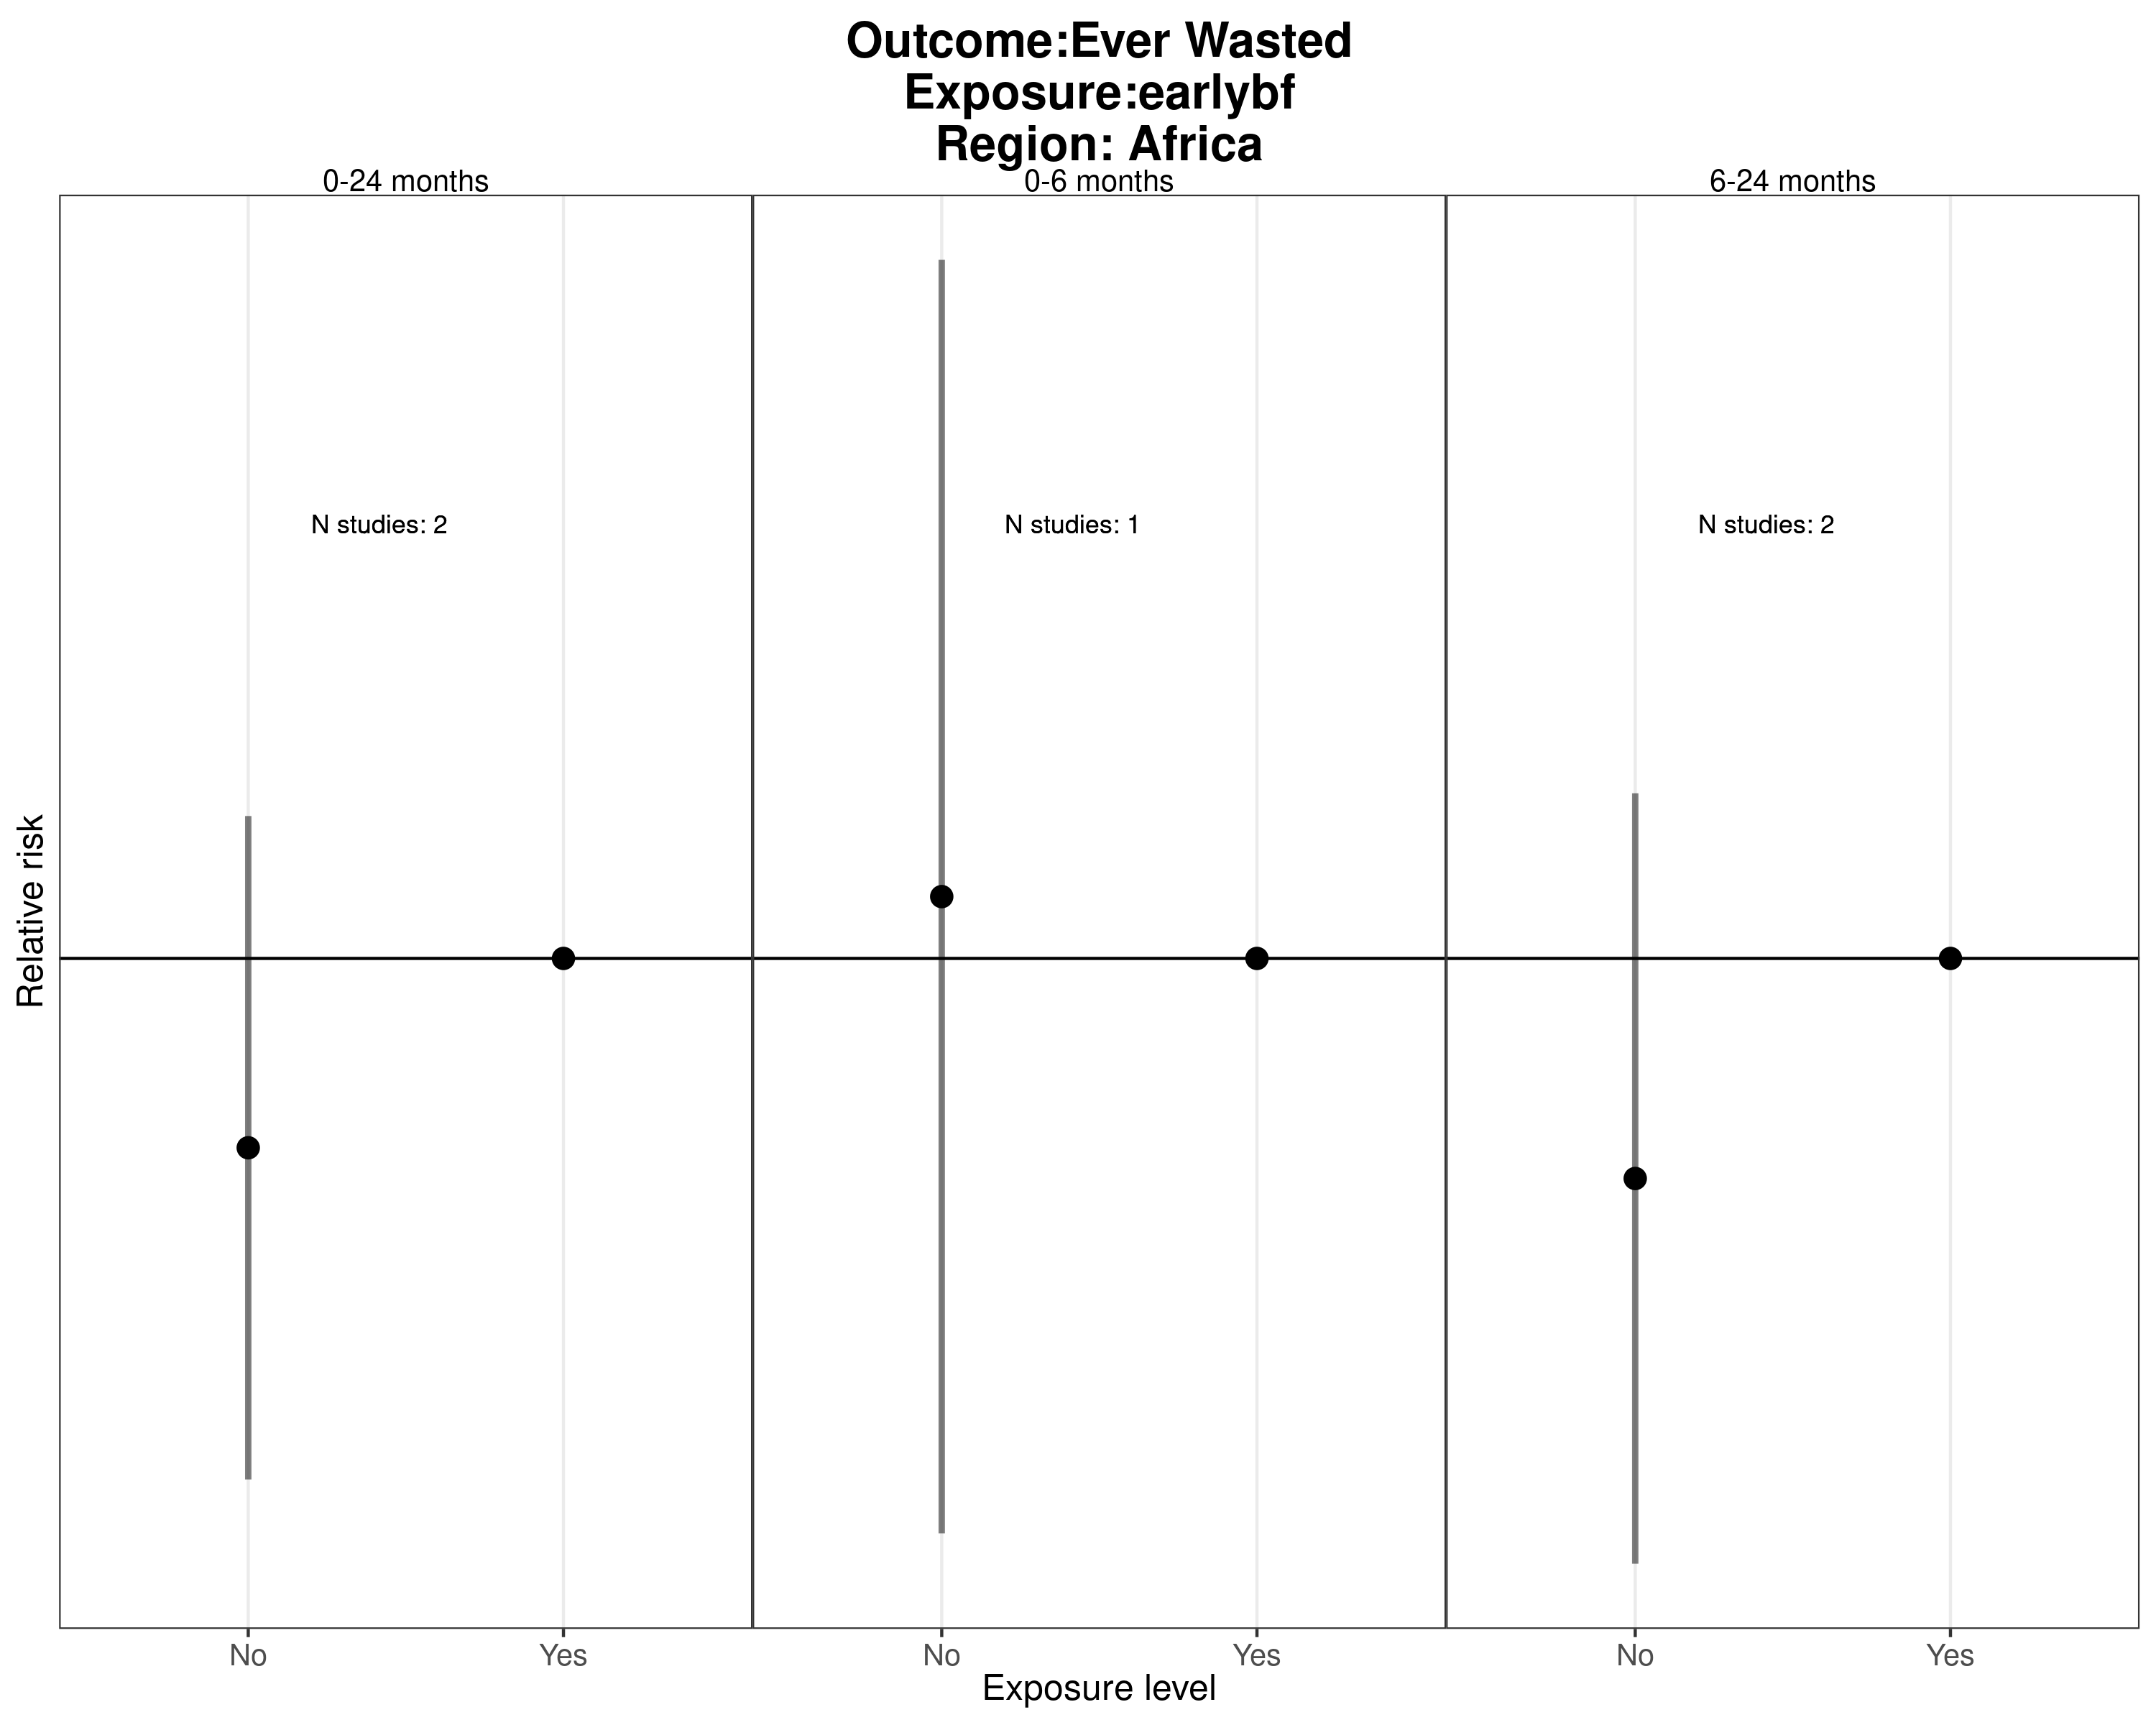 Outcome:Ever Wasted
Exposure:earlybf
Region: Africa
0-24 months
0-6 months
6-24 months
N studies: 2
N studies: 1
N studies: 2
Relative risk
No
Yes
No
Yes
No
Yes
Exposure level